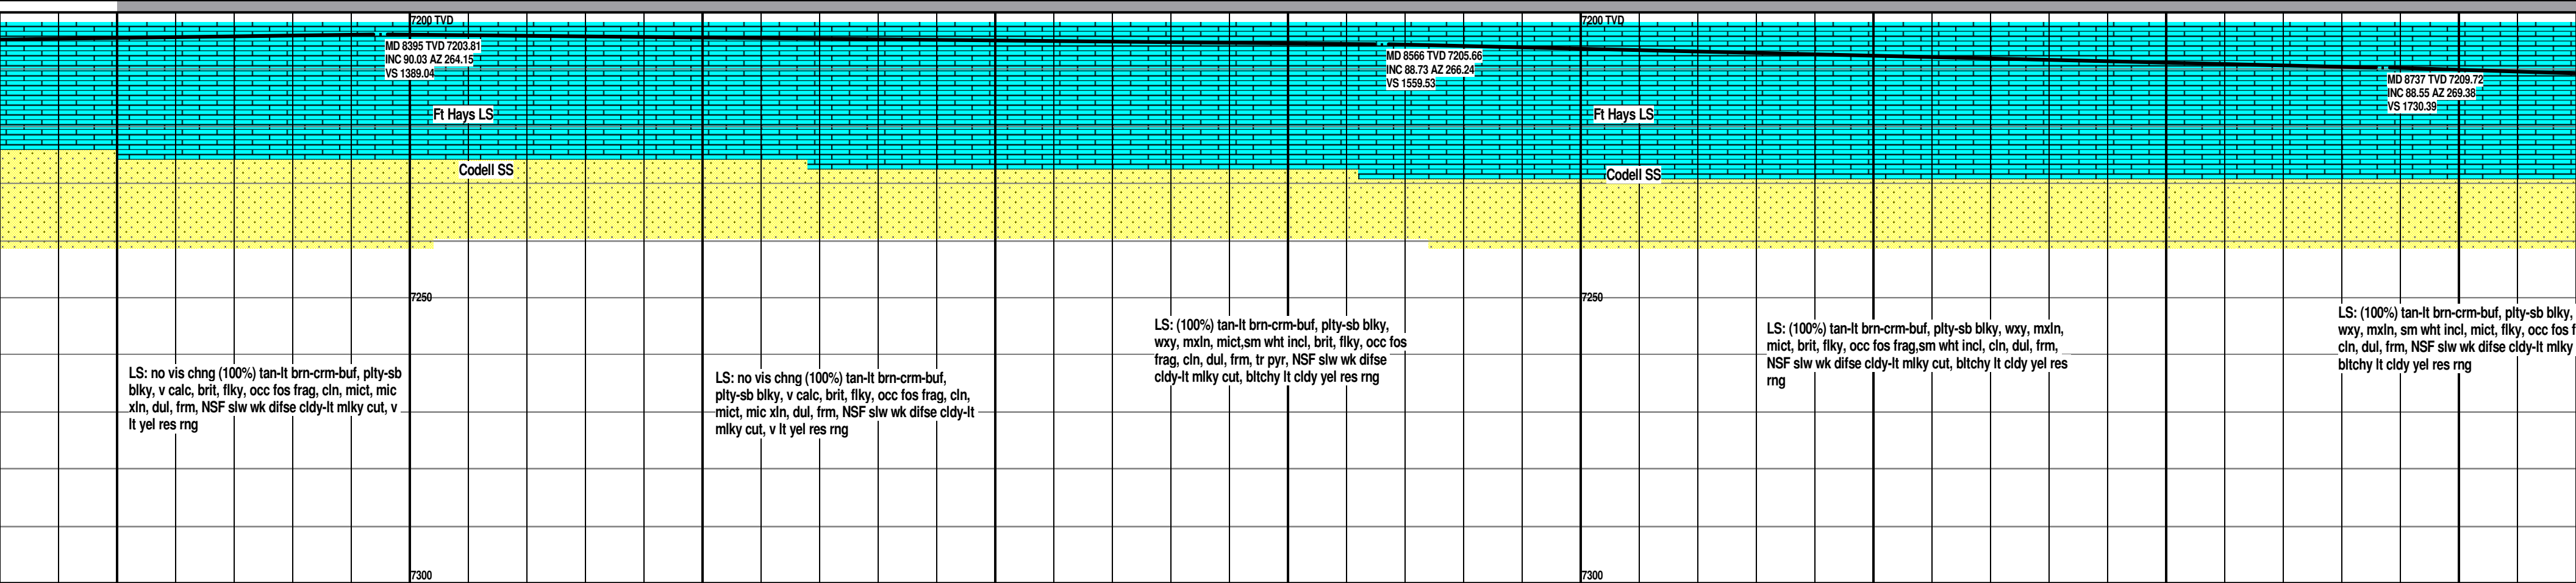 7200 TVD
7200 TVD
MD 8395 TVD 7203.81
INC 90.03 AZ 264.15
VS 1389.04
MD 8566 TVD 7205.66
INC 88.73 AZ 266.24
VS 1559.53
MD 8737 TVD 7209.72
INC 88.55 AZ 269.38
VS 1730.39
Ft Hays LS
Ft Hays LS
Codell SS
Codell SS
7250
7250
LS: no vis chng (100%) tan-lt brn-crm-buf, plty-sb
blky, v calc, brit, flky, occ fos frag, cln, mict, mic
xln, dul, frm, NSF slw wk difse cldy-lt mlky cut, v
lt yel res rng
LS: no vis chng (100%) tan-lt brn-crm-buf,
plty-sb blky, v calc, brit, flky, occ fos frag, cln,
mict, mic xln, dul, frm, NSF slw wk difse cldy-lt
mlky cut, v lt yel res rng
LS: (100%) tan-lt brn-crm-buf, plty-sb blky,
wxy, mxln, mict,sm wht incl, brit, flky, occ fos
frag, cln, dul, frm, tr pyr, NSF slw wk difse
cldy-lt mlky cut, bltchy lt cldy yel res rng
LS: (100%) tan-lt brn-crm-buf, plty-sb blky, wxy, mxln,
mict, brit, flky, occ fos frag,sm wht incl, cln, dul, frm,
NSF slw wk difse cldy-lt mlky cut, bltchy lt cldy yel res
rng
LS: (100%) tan-lt brn-crm-buf, plty-sb blky,
wxy, mxln, sm wht incl, mict, flky, occ fos f
cln, dul, frm, NSF slw wk difse cldy-lt mlky
bltchy lt cldy yel res rng
7300
7300